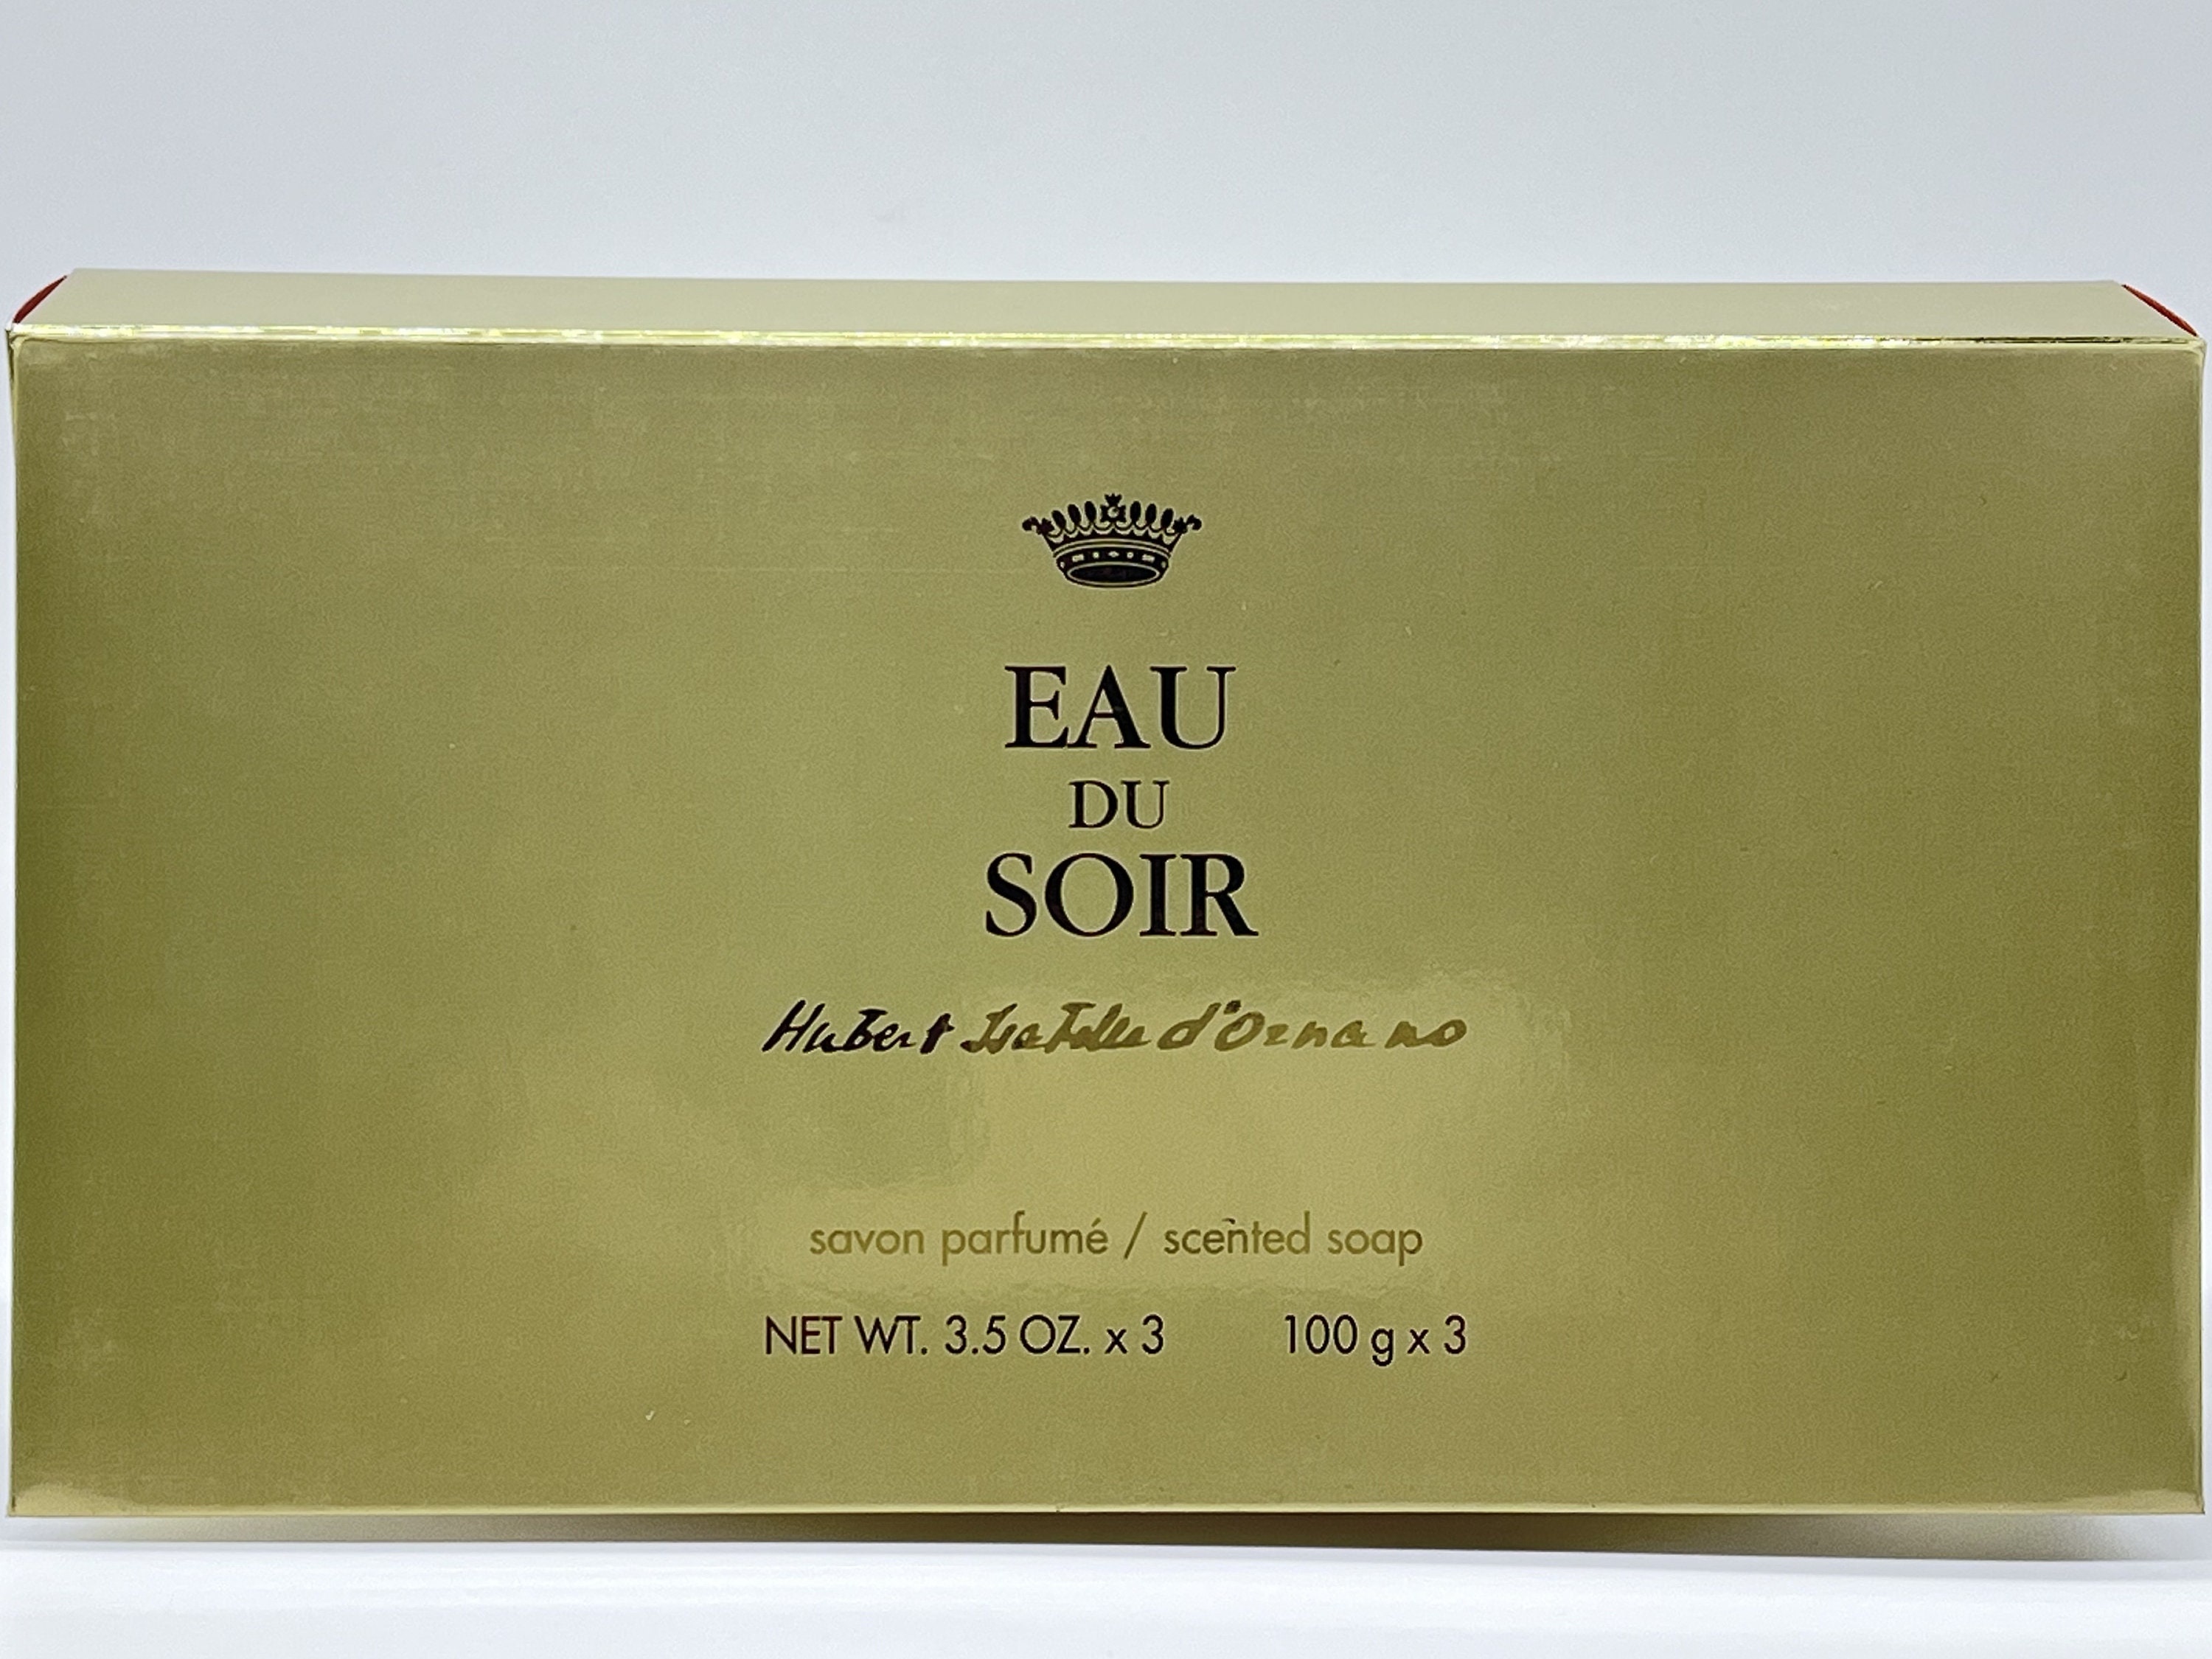 EAU
DU
SOIR
Hubert Isabelle d'Ornano
savon parfumé / scented soap
NET WT. 3.5 OZ. x 3 100 g x 3